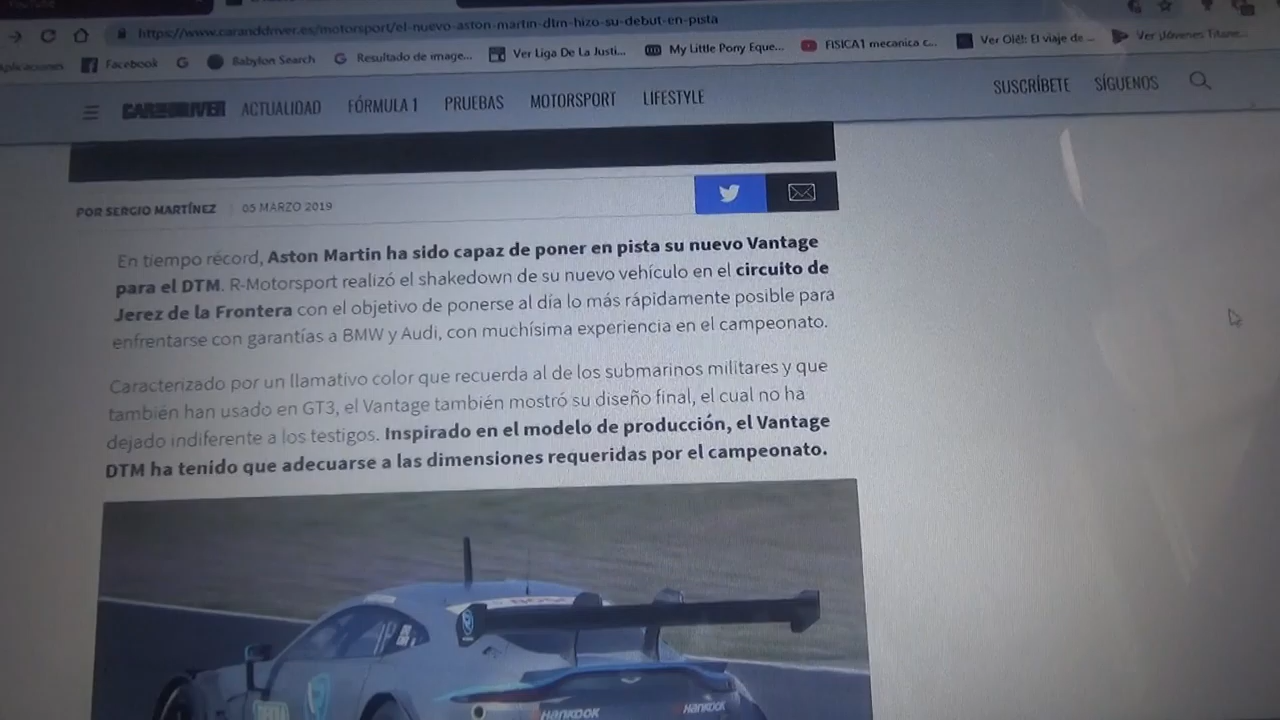 https://www.caranddriver.es/motorsport/el-nuevo-aston-martin-dtm-hizo-su-debut-en-pista
Aplicaciones Facebook Babylon Search Resultado de image... Ver Liga De La Justi... My Little Pony Eque... FISICA1 mecanica c... Ver Olé!: El viaje de ... Ver Jóvenes Titane...
CAR AND DRIVER ACTUALIDAD FÓRMULA 1 PRUEBAS MOTORSPORT LIFESTYLE SUSCRÍBETE SÍGUENOS
POR SERGIO MARTÍNEZ 05 MARZO 2019
En tiempo récord, Aston Martin ha sido capaz de poner en pista su nuevo Vantage
para el DTM. R-Motorsport realizó el shakedown de su nuevo vehículo en el circuito de
Jerez de la Frontera con el objetivo de ponerse al día lo más rápidamente posible para
enfrentarse con garantías a BMW y Audi, con muchísima experiencia en el campeonato.
Caracterizado por un llamativo color que recuerda al de los submarinos militares y que
también han usado en GT3, el Vantage también mostró su diseño final, el cual no ha
dejado indiferente a los testigos. Inspirado en el modelo de producción, el Vantage
DTM ha tenido que adecuarse a las dimensiones requeridas por el campeonato.
HANKOOK HANKOOK